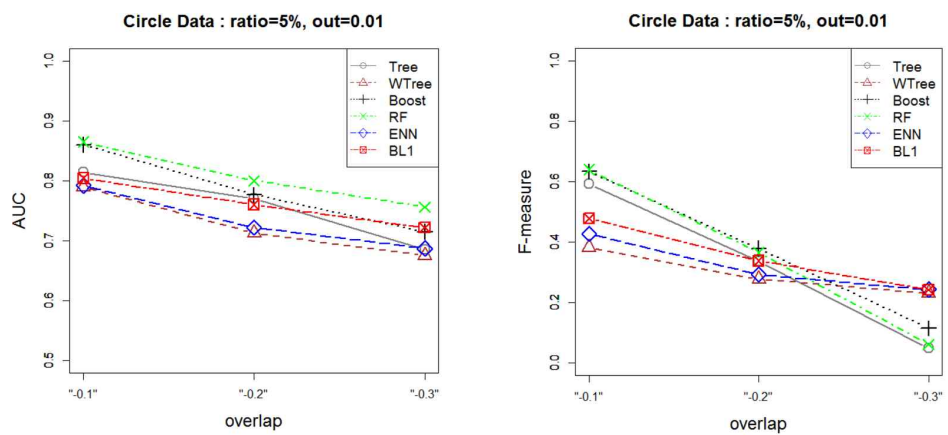 Circle Data : ratio=5%, out=0.01
AUC
1.0
0.9
0.8
0.7
0.6
0.5
Tree
WTree
Boost
RF
ENN
BL1
"-0.1"
"-0.2"
"-0.3"
overlap
Circle Data : ratio=5%, out=0.01
F-measure
1.0
0.8
0.6
0.4
0.2
0.0
Tree
WTree
Boost
RF
ENN
BL1
"-0.1"
"-0.2"
"-0.3"
overlap